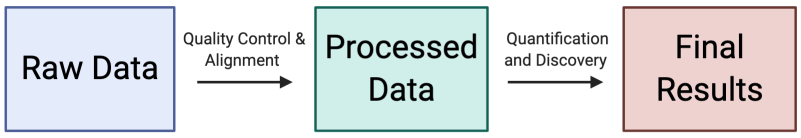 Raw Data
Quality Control &
Alignment
Processed
Data
Quantification
and Discovery
Final
Results